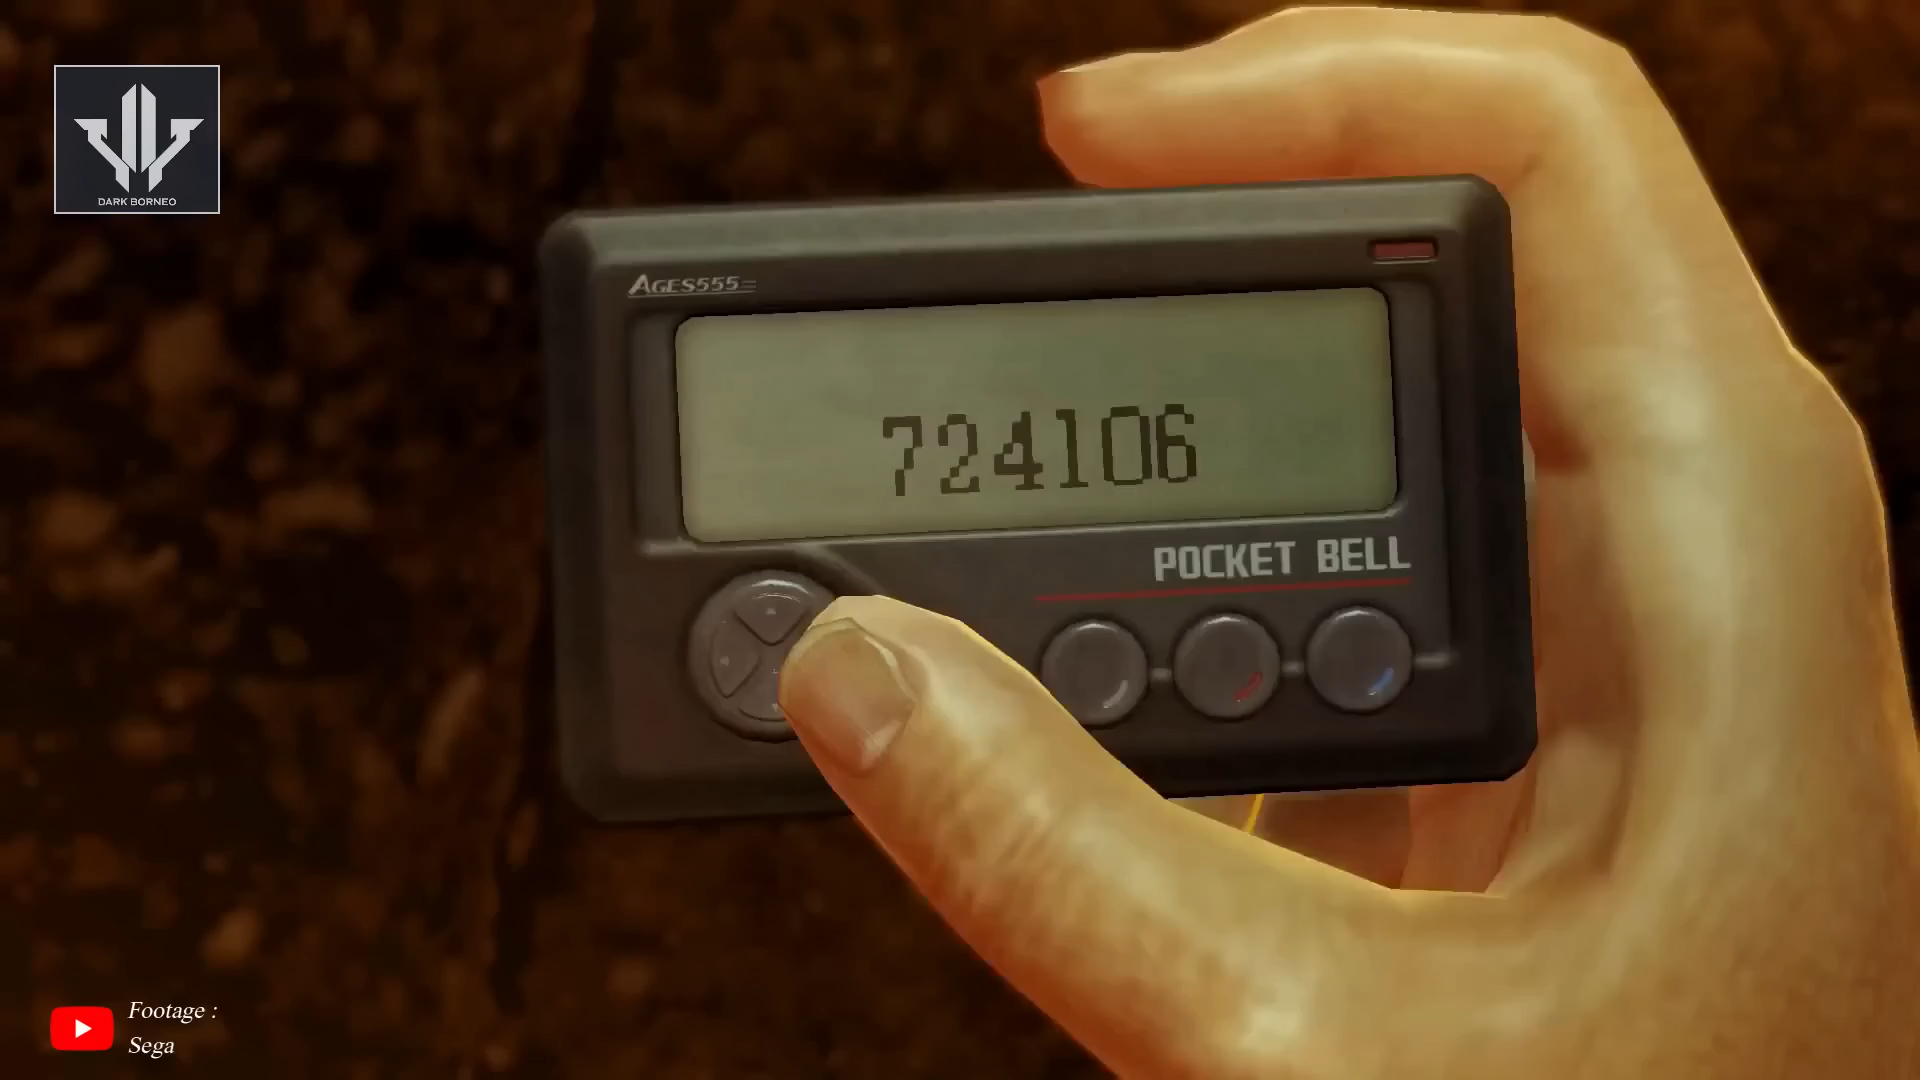 DARK BORNEO
AGES555
724106
POCKET BELL
Footage :
Sega